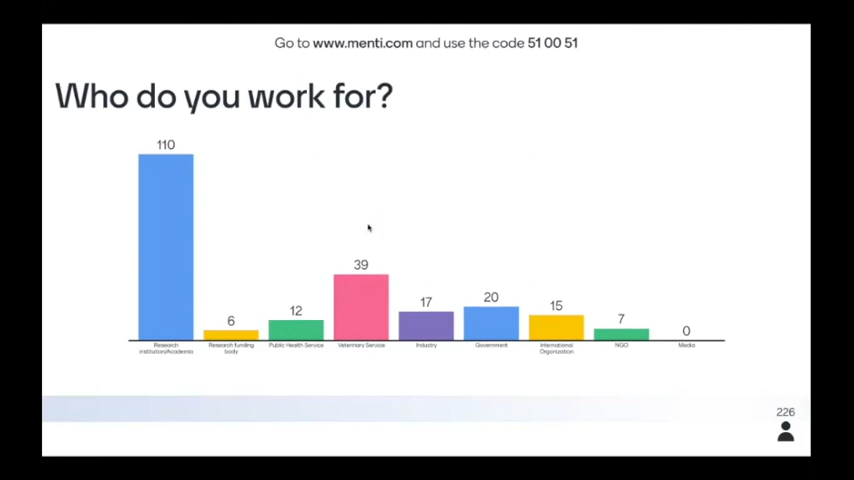 Go to www.menti.com and use the code 51 00 51
Who do you work for?
110
6
12
39
17
20
15
7
0
Research
institution/Academia
Research funding
body
Public Health Service
Veterinary Service
Industry
Government
International
Organization
NGO
Media
226